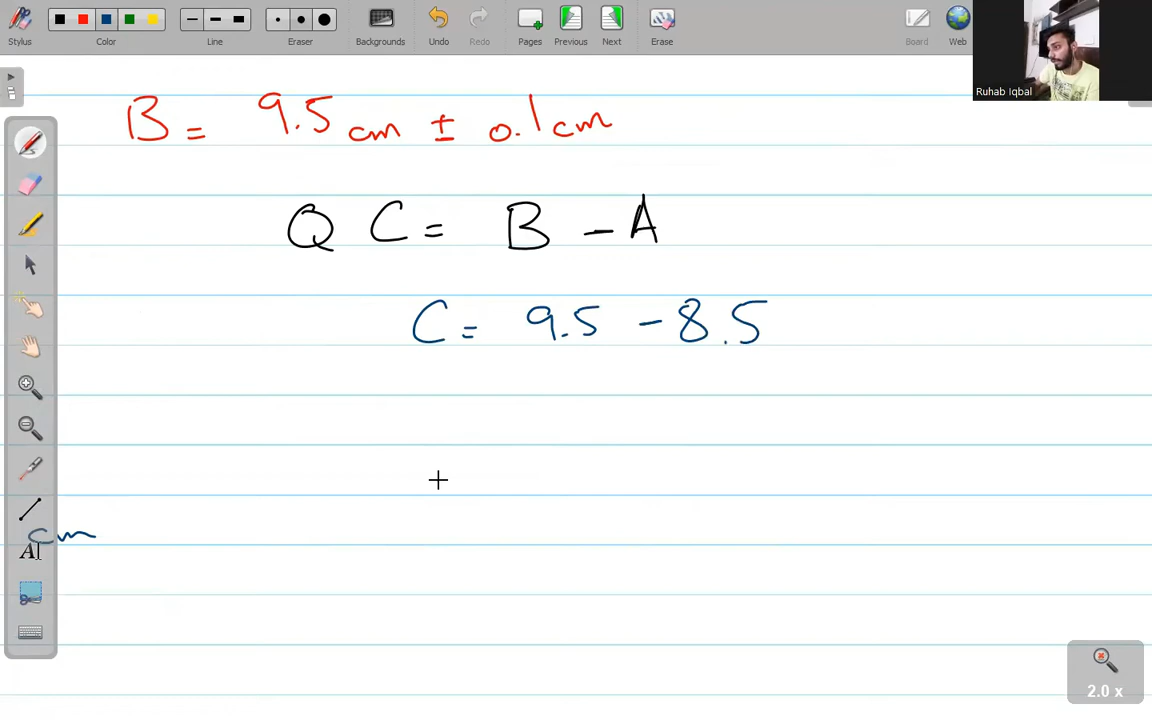 Stylus
Color
Line
Eraser
Backgrounds
Undo
Redo
Pages
Previous
Next
Erase
Board
Web
Ruhab Iqbal
B = 9.5 cm ± 0.1 cm
Q C = B - A
C = 9.5 - 8.5
cm
A
2.0 x